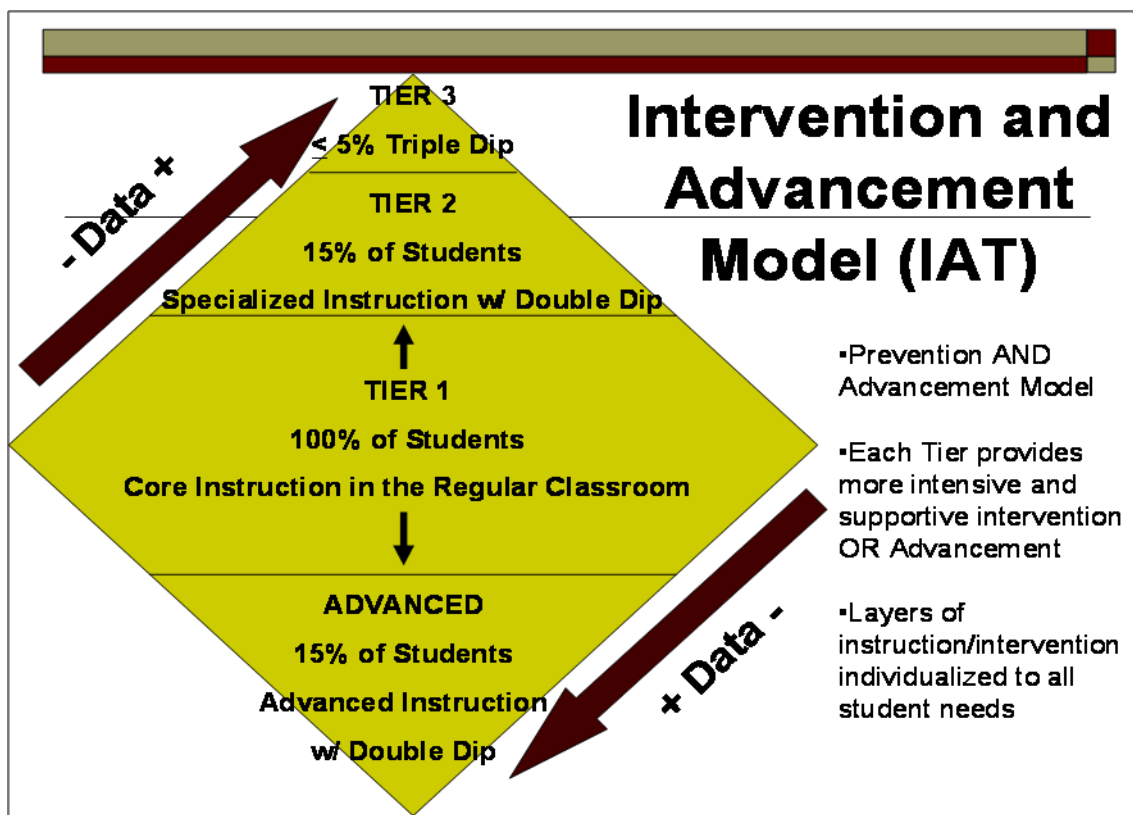 Intervention and
Advancement
Model (IAT)
TIER 3
≤ 5% Triple Dip
TIER 2
15% of Students
Specialized Instruction w/ Double Dip
TIER 1
100% of Students
Core Instruction in the Regular Classroom
ADVANCED
15% of Students
Advanced Instruction
w/ Double Dip
- Data +
+ Data -
▪Prevention AND
Advancement Model
▪Each Tier provides
more intensive and
supportive intervention
OR Advancement
▪Layers of
instruction/intervention
individualized to all
student needs